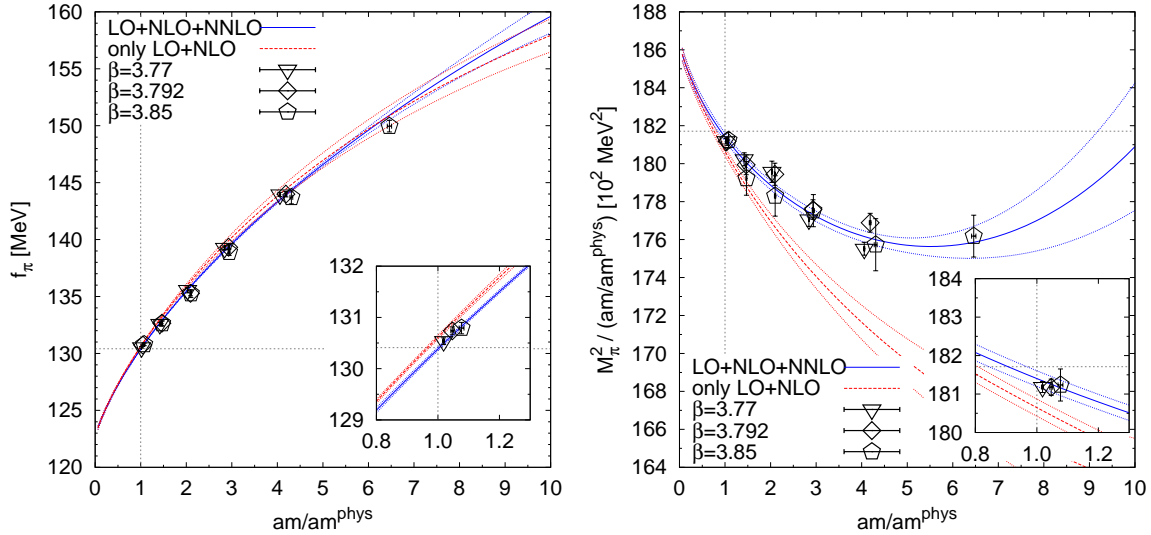 LO+NLO+NNLO
only LO+NLO
β=3.77
β=3.792
β=3.85
f_π [MeV]
160
155
150
145
140
135
130
125
120
0 1 2 3 4 5 6 7 8 9 10
am/am^phys
132
131
130
129
0.8 1.0 1.2
M_π^2 / (am/am^phys) [10^2 MeV^2]
188
186
184
182
180
178
176
174
172
170
168
166
164
0 1 2 3 4 5 6 7 8 9 10
am/am^phys
LO+NLO+NNLO
only LO+NLO
β=3.77
β=3.792
β=3.85
184
183
182
181
180
0.8 1.0 1.2